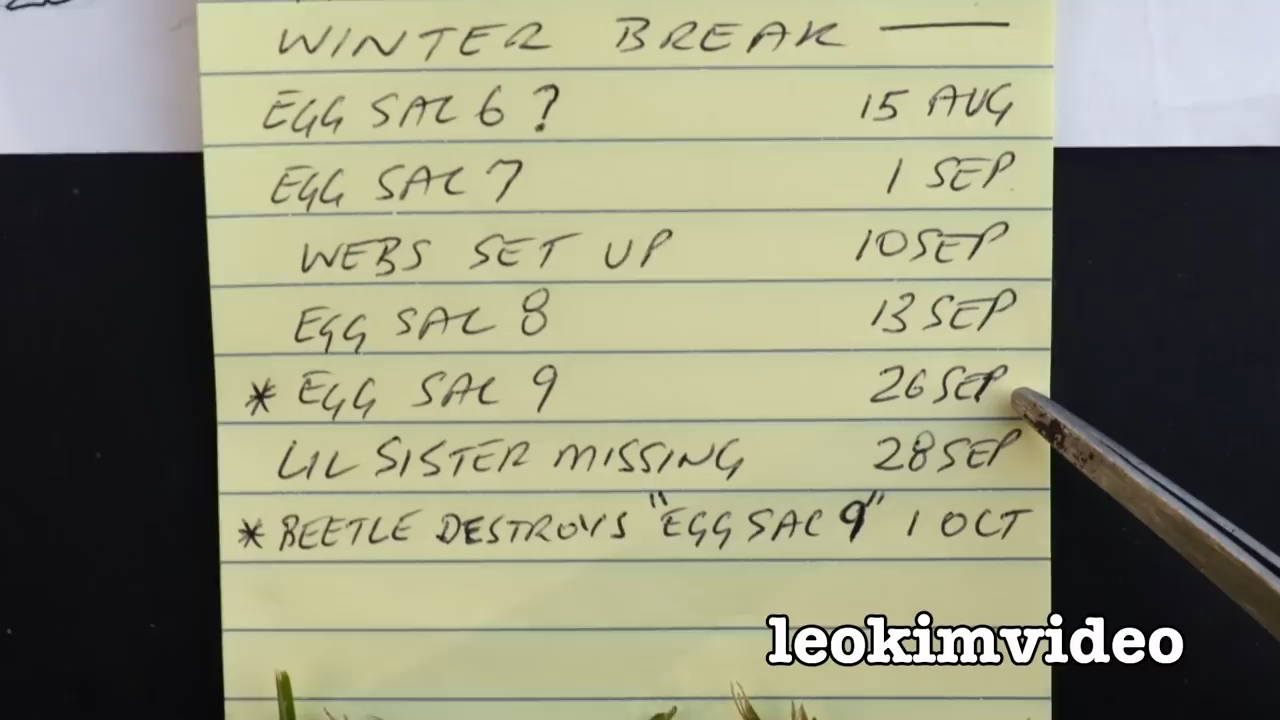 WINTER BREAK —
EGG SAC 6? 15 AUG
EGG SAC 7 1 SEP
WEBS SET UP 10 SEP
EGG SAC 8 13 SEP
* EGG SAC 9 26 SEP
LIL SISTER MISSING 28 SEP
* BEETLE DESTROYS "EGG SAC 9" 1 OCT
leokimvideo